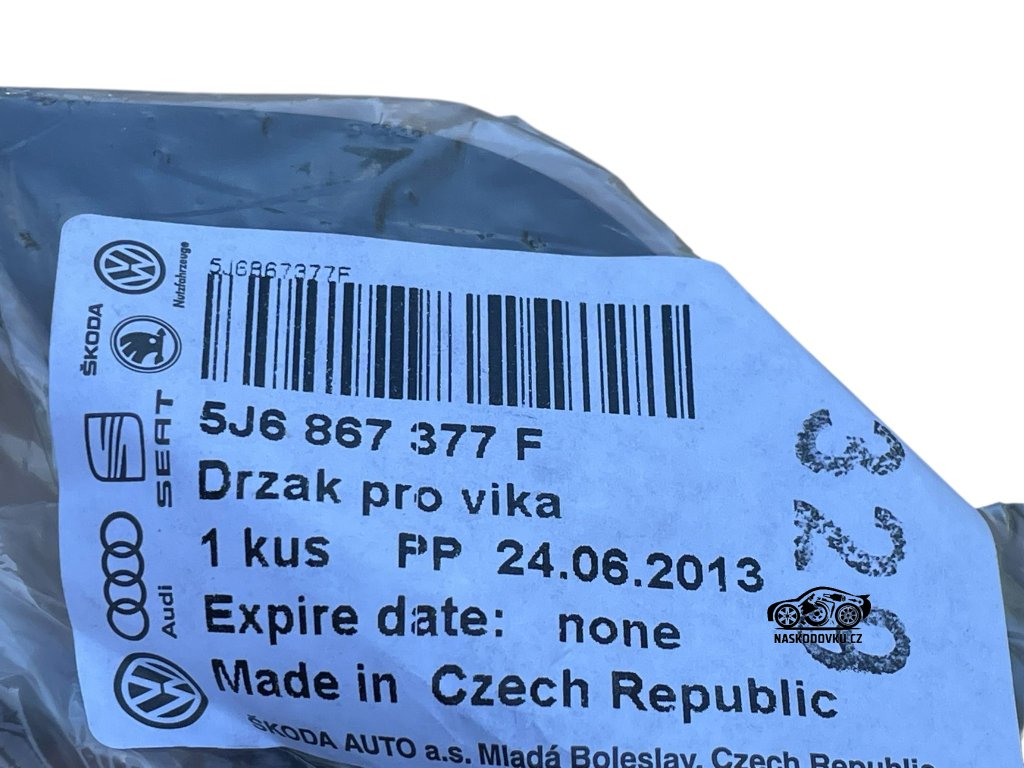 5J6867377F
5J6 867 377 F
Drzak pro vika
1 kus PP 24.06.2013
Expire date: none
Made in Czech Republic
ŠKODA AUTO a.s. Mladá Boleslav, Czech Republic
Nutzfahrzeuge
ŠKODA
SEAT
Audi
NASKODOVKU.CZ